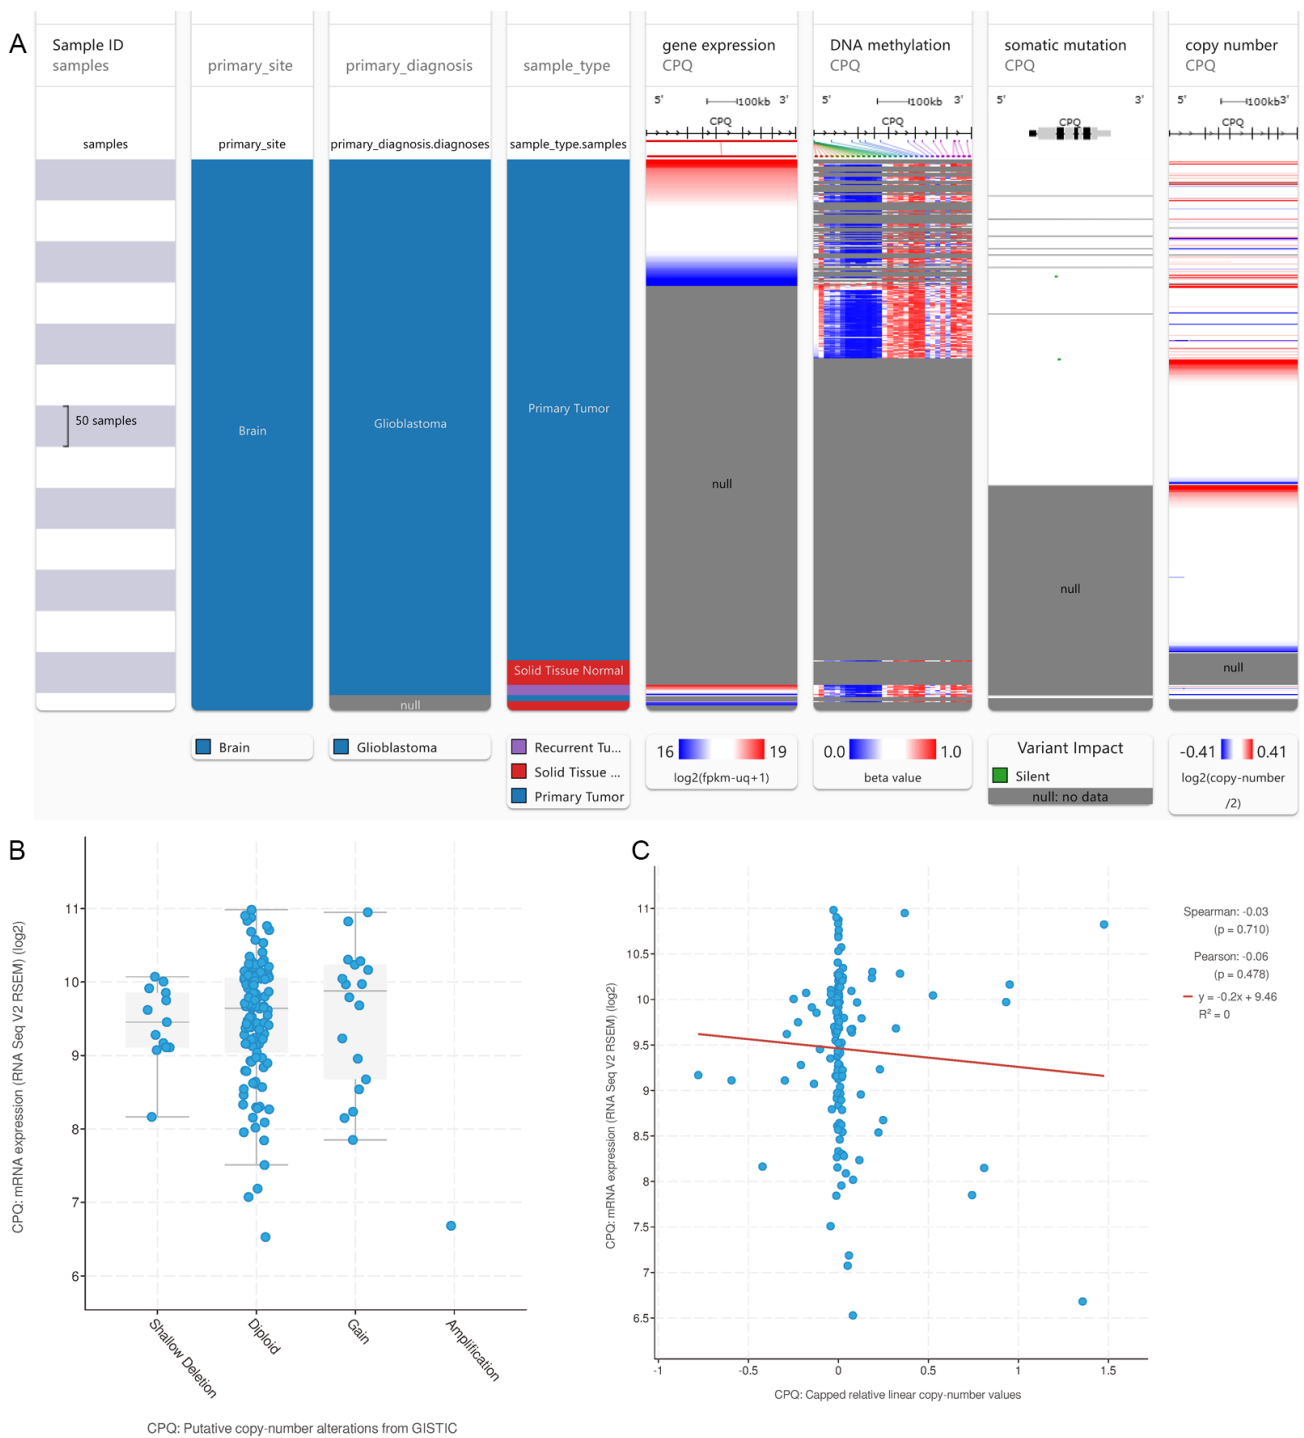 A
Sample ID
samples
primary_site
primary_diagnosis
sample_type
gene expression
CPQ
DNA methylation
CPQ
somatic mutation
CPQ
copy number
CPQ
5' 100kb 3'
5' 100kb 3'
5' 3'
5' 100kb 3'
CPQ
CPQ
CPQ
CPQ
samples
primary_site
primary_diagnosis.diagnoses
sample_type.samples
50 samples
Brain
Glioblastoma
Primary Tumor
null
null
Solid Tissue Normal
null
null
Brain
Glioblastoma
Recurrent Tu...
Solid Tissue ...
Primary Tumor
16 19
log2(fpkm-uq+1)
0.0 1.0
beta value
Variant Impact
Silent
null: no data
-0.41 0.41
log2(copy-number
/2)
B
CPQ: mRNA expression (RNA Seq V2 RSEM) (log2)
11
10
9
8
7
6
Shallow Deletion
Diploid
Gain
Amplification
CPQ: Putative copy-number alterations from GISTIC
C
CPQ: mRNA expression (RNA Seq V2 RSEM) (log2)
11
10.5
10
9.5
9
8.5
8
7.5
7
6.5
-1 -0.5 0 0.5 1 1.5
CPQ: Capped relative linear copy-number values
Spearman: -0.03
(p = 0.710)
Pearson: -0.06
(p = 0.478)
y = -0.2x + 9.46
R² = 0